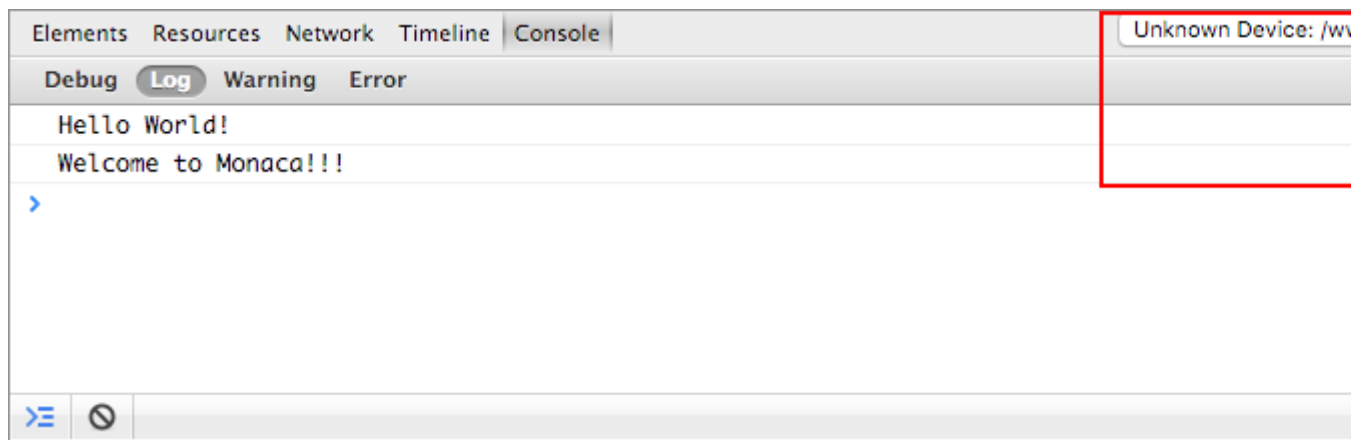 Elements Resources Network Timeline Console
Unknown Device: /w
Debug Log Warning Error
Hello World!
Welcome to Monaca!!!